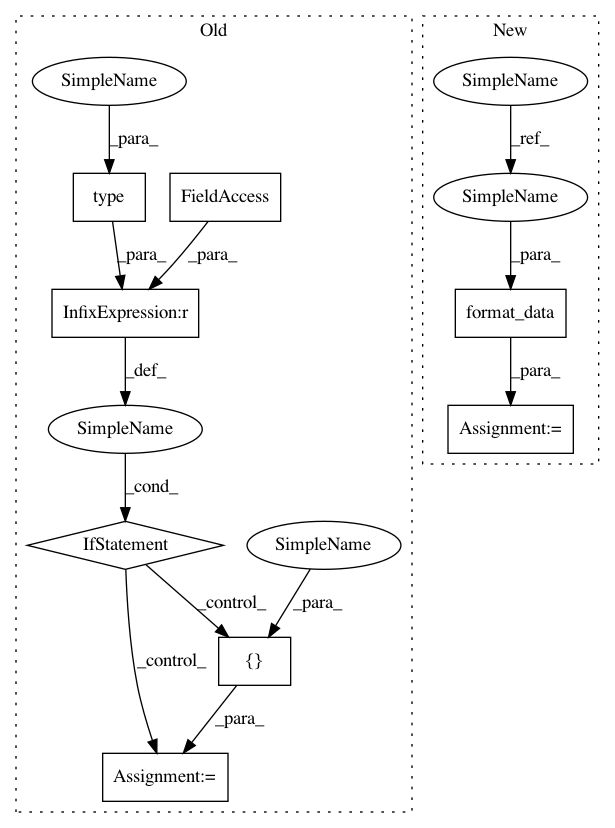 Old
New
SimpleName
SimpleName
_para_
_ref_
type
FieldAccess
SimpleName
_para_
_para_
_para_
InfixExpression:r
format_data
_def_
_para_
SimpleName
Assignment:=
_cond_
IfStatement
SimpleName
_control_
_para_
_control_
{}
_para_
Assignment:=